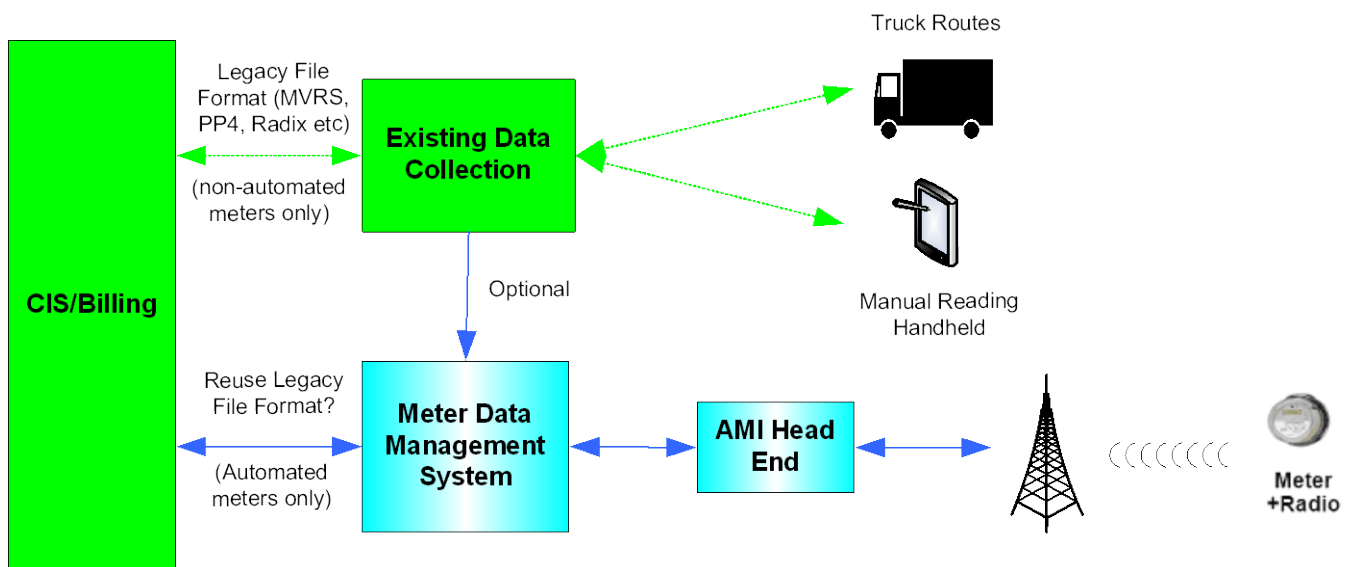 Truck Routes
Legacy File
Format (MVRS,
PP4, Radix etc)
(non-automated
meters only)
Existing Data
Collection
Optional
Manual Reading
Handheld
CIS/Billing
Reuse Legacy
File Format?
(Automated
meters only)
Meter Data
Management
System
AMI Head
End
Meter
+Radio